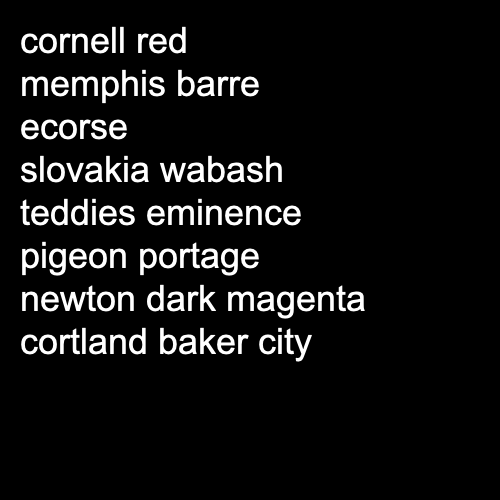 cornell red
memphis barre
ecorse
slovakia wabash
teddies eminence
pigeon portage
newton dark magenta
cortland baker city